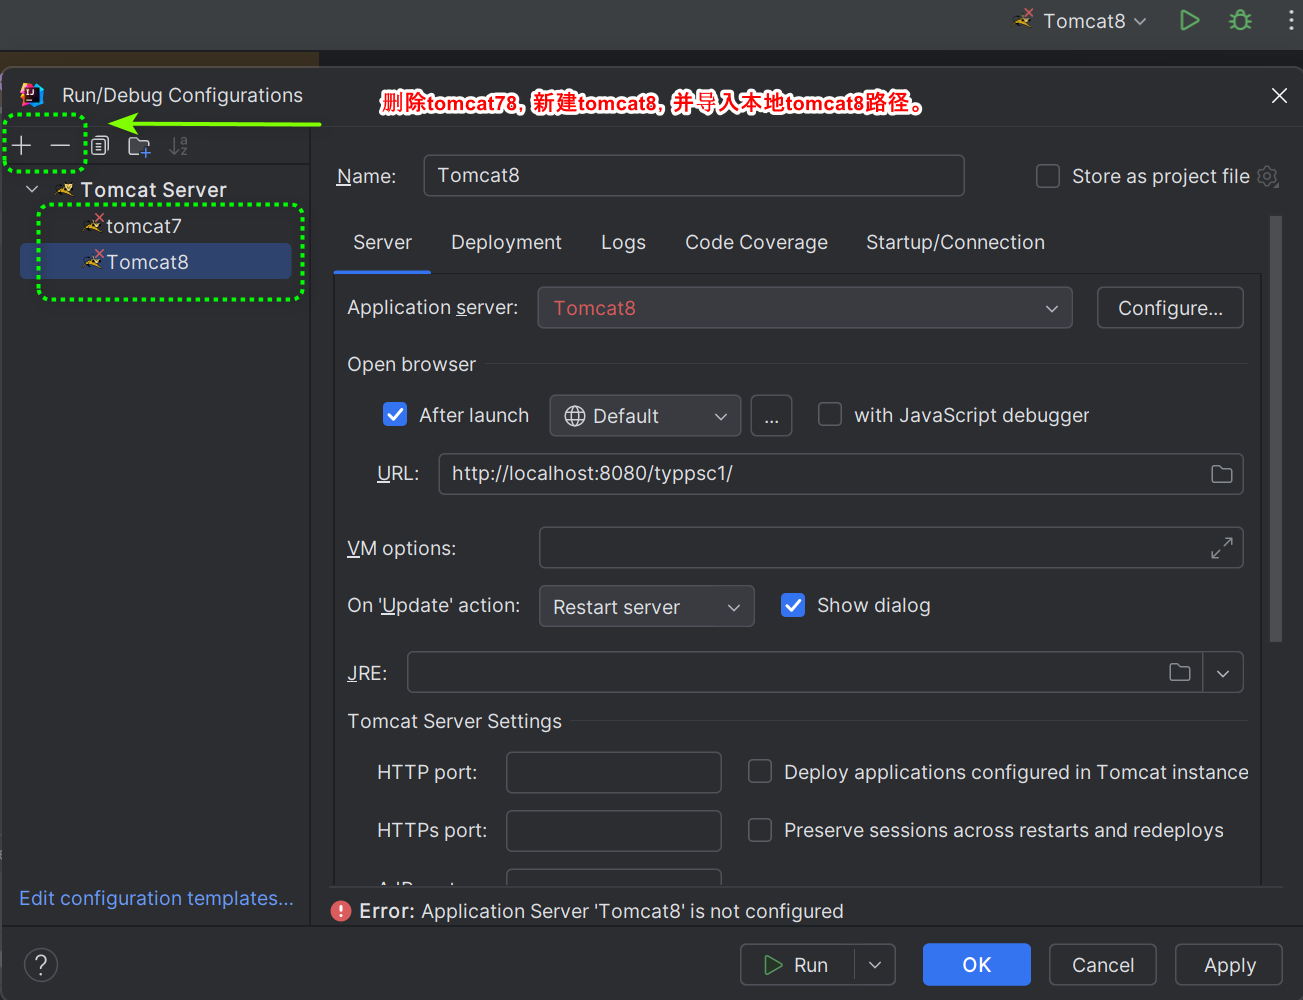 Tomcat8
Run/Debug Configurations
删除tomcat78, 新建tomcat8, 并导入本地tomcat8路径。
Tomcat Server
tomcat7
Tomcat8
Name: Tomcat8 Store as project file
Server Deployment Logs Code Coverage Startup/Connection
Application server: Tomcat8 Configure...
Open browser
After launch Default ... with JavaScript debugger
URL: http://localhost:8080/typpsc1/
VM options:
On 'Update' action: Restart server Show dialog
JRE:
Tomcat Server Settings
HTTP port: Deploy applications configured in Tomcat instance
HTTPs port: Preserve sessions across restarts and redeploys
Edit configuration templates...
Error: Application Server 'Tomcat8' is not configured
? Run OK Cancel Apply